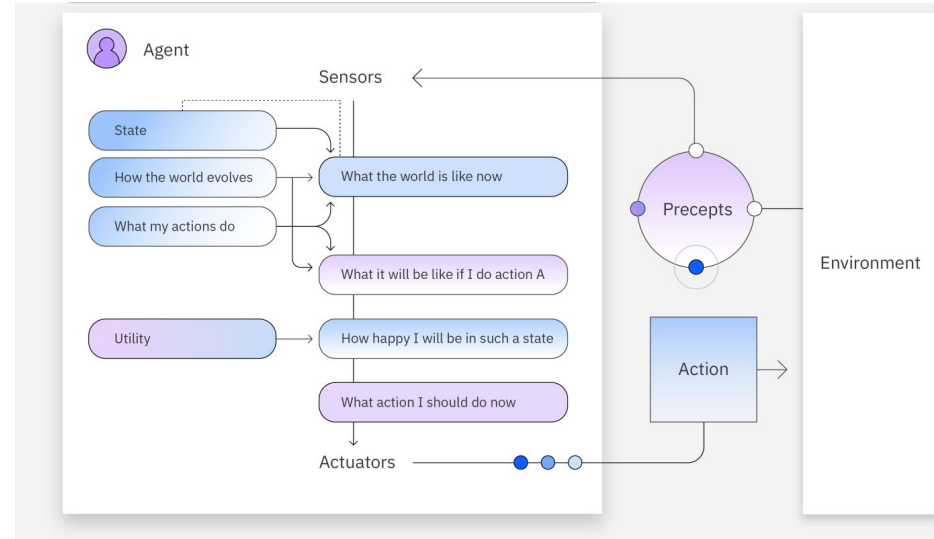 Agent
Sensors
State
How the world evolves
What the world is like now
What my actions do
Precepts
Environment
What it will be like if I do action A
Utility
How happy I will be in such a state
Action
What action I should do now
Actuators